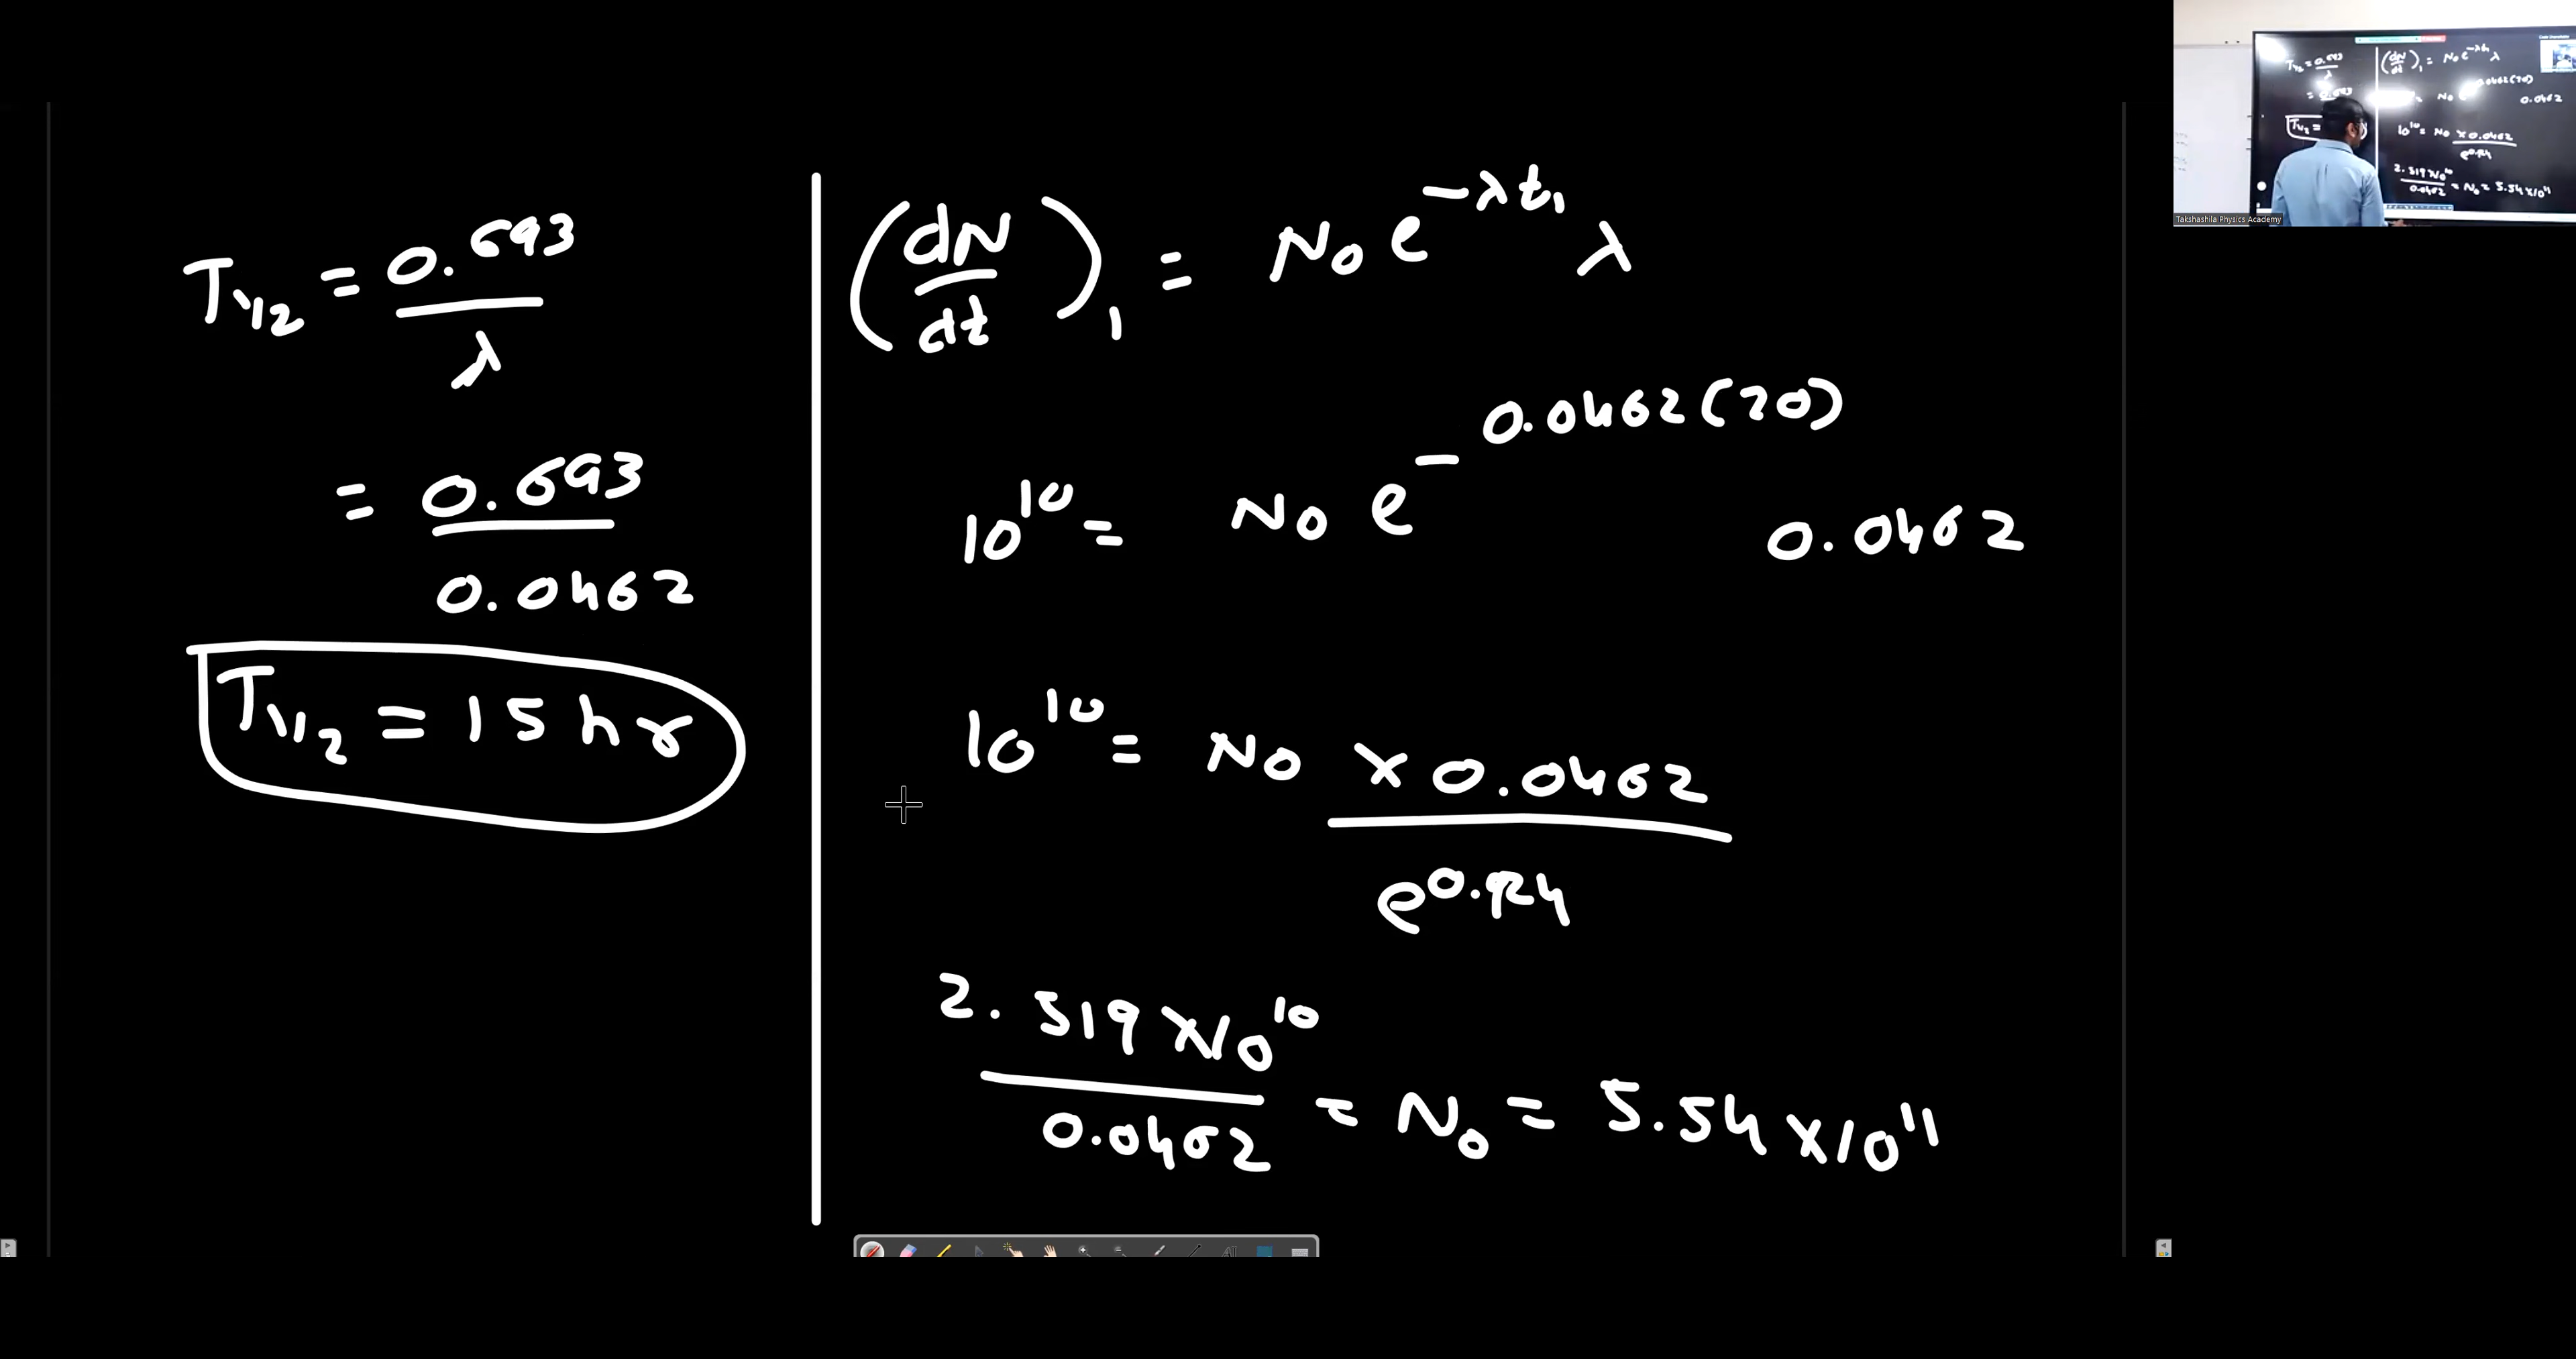 T1/2 = 0.693
λ
= 0.693
0.0462
T1/2 = 15 hr
(dN/dt)1 = N0 e^-λt1 λ
10^10 = N0 e^-0.0462(20) 0.0462
10^10 = N0 × 0.0462
e^0.924
2.519 ×10^10
0.0462
= N0 = 5.54 ×10^11
Takshashila Physics Academy